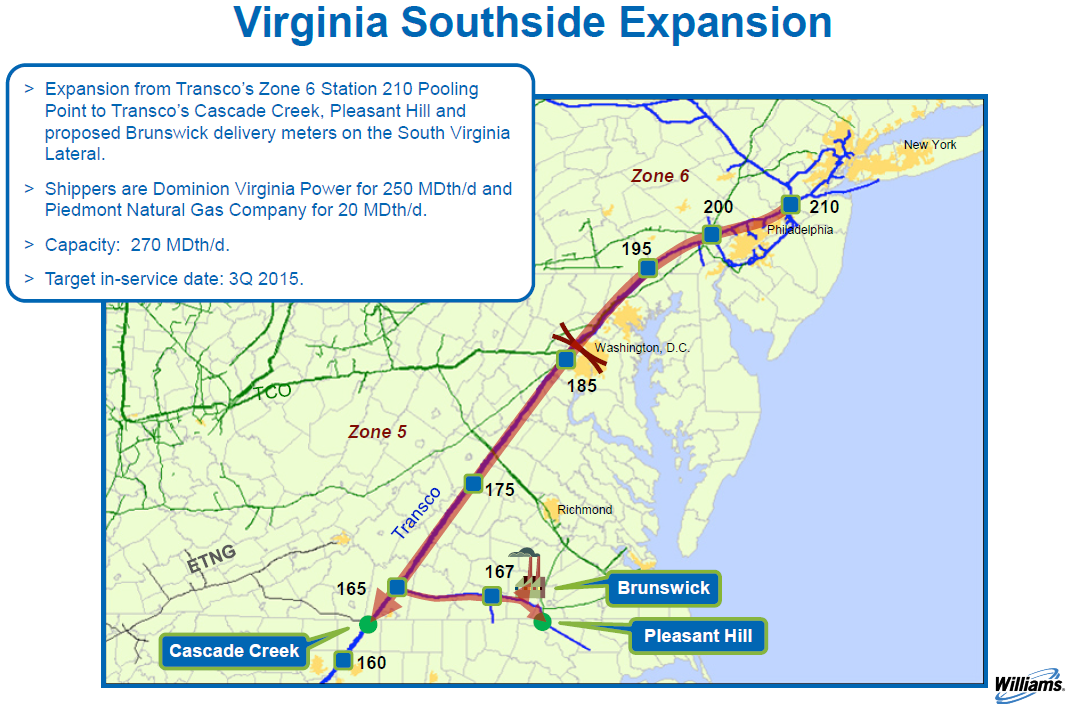 Virginia Southside Expansion
> Expansion from Transco's Zone 6 Station 210 Pooling
Point to Transco's Cascade Creek, Pleasant Hill and
proposed Brunswick delivery meters on the South Virginia
Lateral.
> Shippers are Dominion Virginia Power for 250 MDth/d and
Piedmont Natural Gas Company for 20 MDth/d.
> Capacity: 270 MDth/d.
> Target in-service date: 3Q 2015.
New York
Zone 6
200
210
Philadelphia
195
Washington, D.C.
185
TCO
Zone 5
175
Transco
Richmond
ETNG
165
167
Brunswick
Pleasant Hill
Cascade Creek
160
Williams.